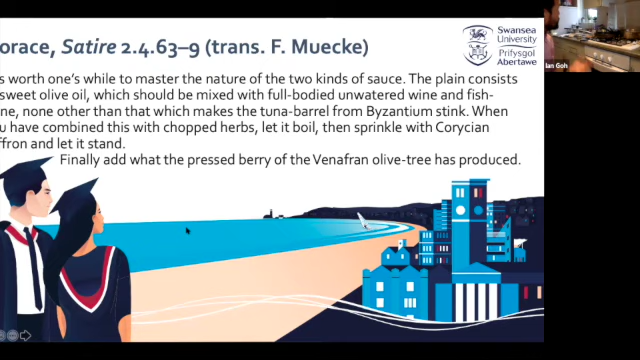 orace, Satire 2.4.63–9 (trans. F. Muecke)
Swansea
University
Prifysgol
Abertawe
s worth one's while to master the nature of the two kinds of sauce. The plain consists
sweet olive oil, which should be mixed with full-bodied unwatered wine and fish-
ne, none other than that which makes the tuna-barrel from Byzantium stink. When
u have combined this with chopped herbs, let it boil, then sprinkle with Corycian
ffron and let it stand.
Finally add what the pressed berry of the Venafran olive-tree has produced.
Ian Goh